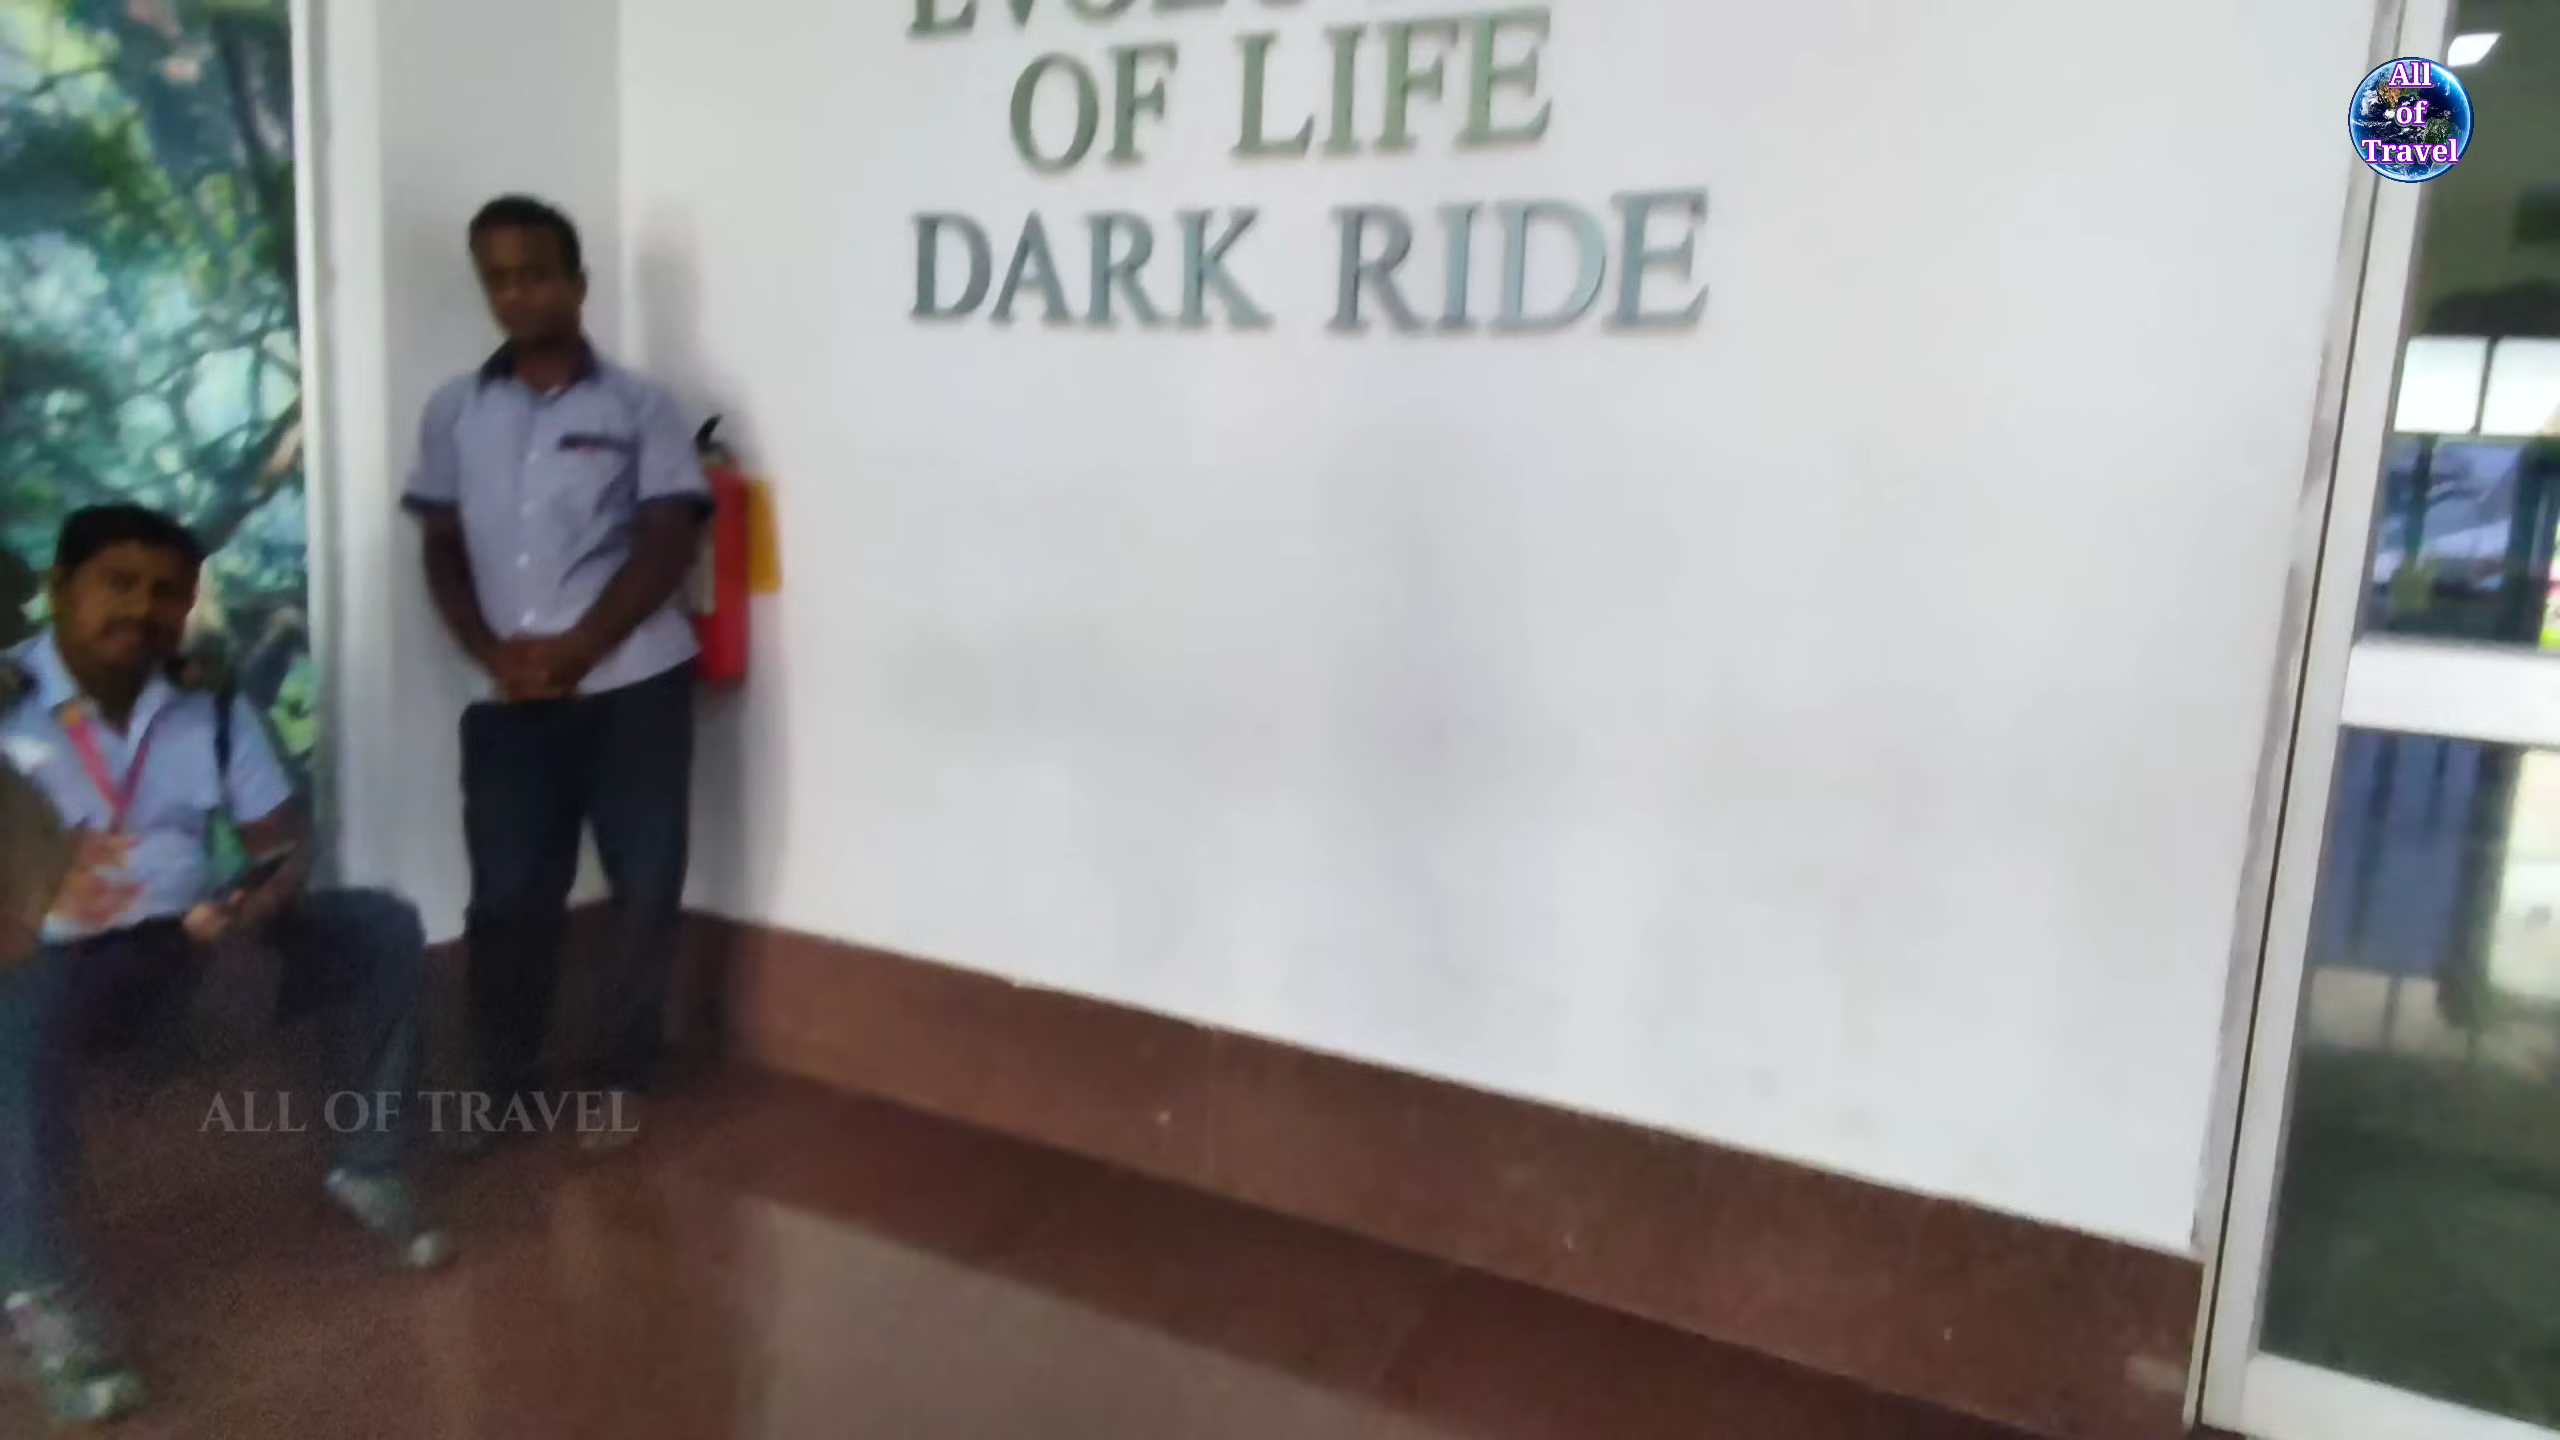 OF LIFE
DARK RIDE
All
of
Travel
ALL OF TRAVEL